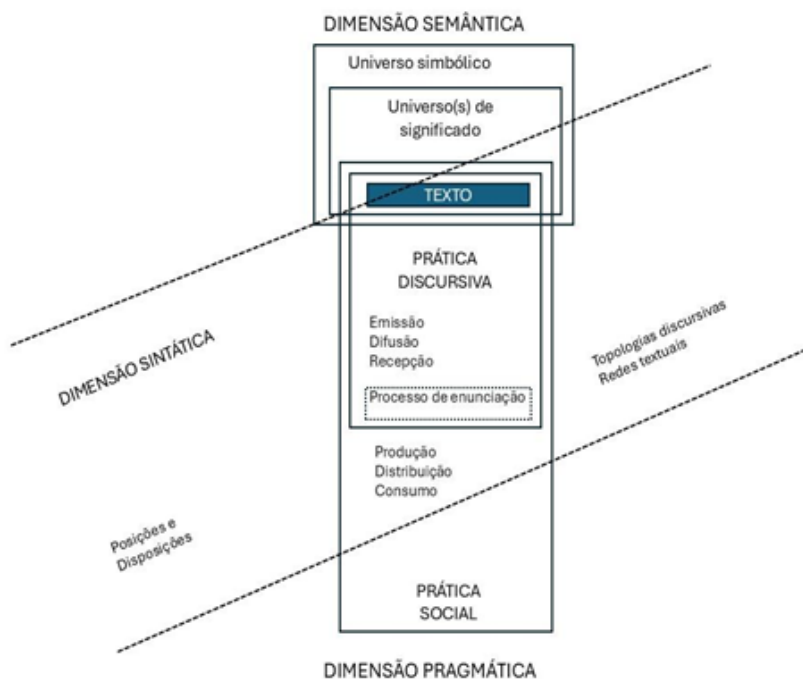 DIMENSÃO SEMÂNTICA
Universo simbólico
Universo(s) de
significado
TEXTO
PRÁTICA
DISCURSIVA
Emissão
Difusão
Recepção
Processo de enunciação
DIMENSÃO SINTÁTICA
Topologias discursivas
Redes textuais
Produção
Distribuição
Consumo
Posições e
Disposições
PRÁTICA
SOCIAL
DIMENSÃO PRAGMÁTICA